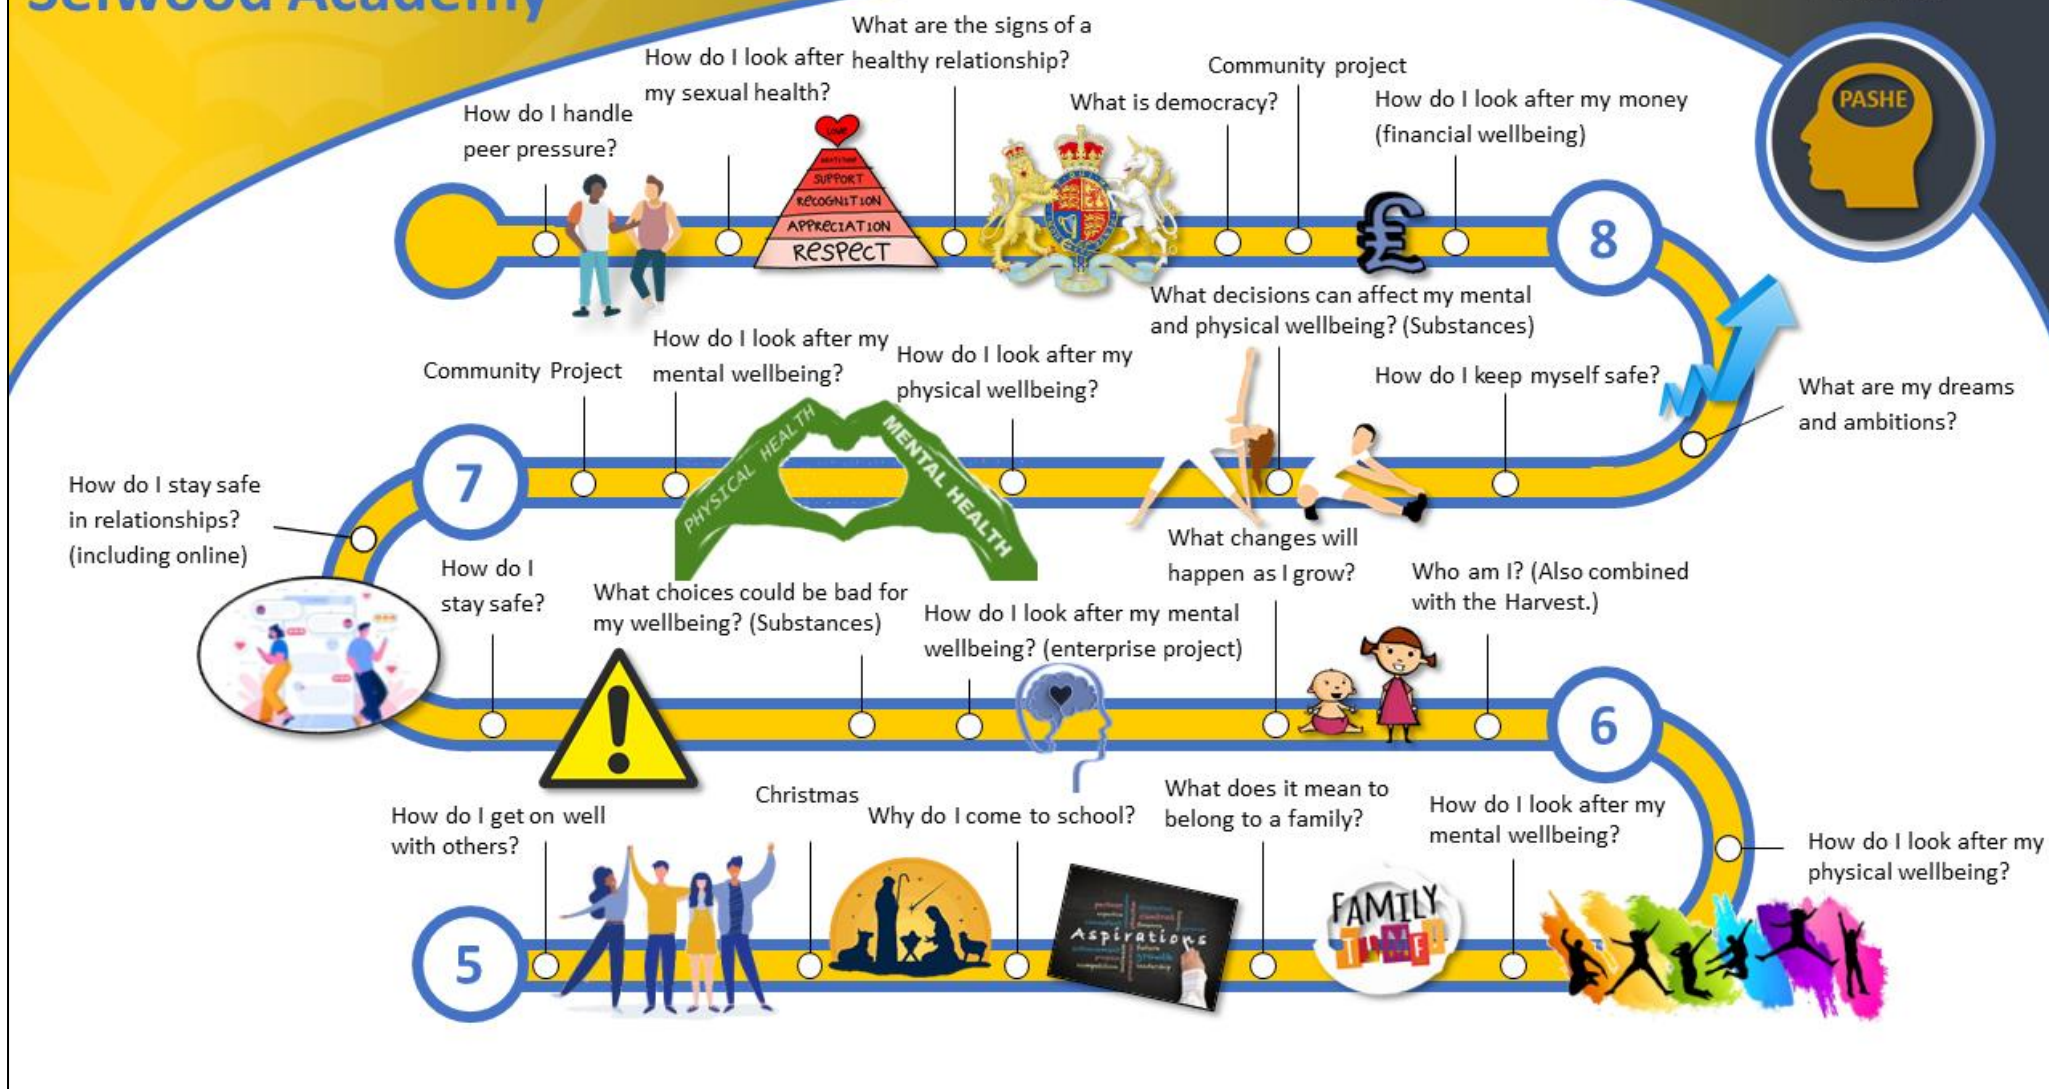 Selwood Academy
What are the signs of a
healthy relationship?
How do I look after
my sexual health?
Community project
How do I handle
peer pressure?
What is democracy?
How do I look after my money
(financial wellbeing)
PASHE
LOVE
SUPPORT
RECOGNITION
APPRECIATION
RESPECT
8
What decisions can affect my mental
and physical wellbeing? (Substances)
How do I look after my
mental wellbeing?
How do I look after my
physical wellbeing?
Community Project
How do I keep myself safe?
What are my dreams
and ambitions?
7
PHYSICAL HEALTH
MENTAL HEALTH
How do I stay safe
in relationships?
(including online)
What changes will
happen as I grow?
How do I
stay safe?
What choices could be bad for
my wellbeing? (Substances)
How do I look after my mental
wellbeing? (enterprise project)
Who am I? (Also combined
with the Harvest.)
6
How do I get on well
with others?
Christmas
Why do I come to school?
What does it mean to
belong to a family?
How do I look after my
mental wellbeing?
How do I look after my
physical wellbeing?
5
Aspirations
FAMILY
TIME!